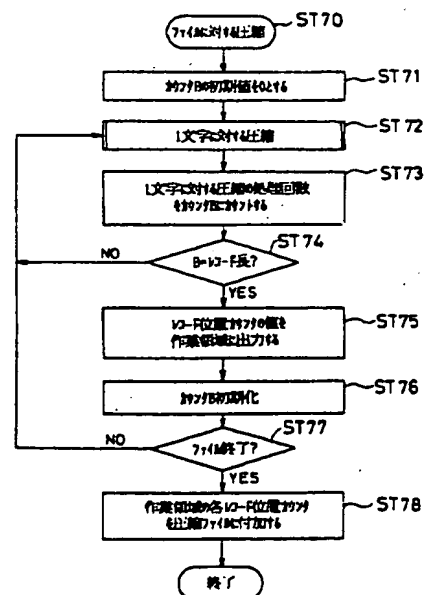 ファイルに対する圧縮
ST70
カウンタBの初期値を0とする
ST71
1文字に対する圧縮
ST72
1文字に対する圧縮の処理回数
をカウンタBにカウントする
ST73
B=レコード長?
ST74
NO
YES
レコード位置カウンタの値を
作業領域に出力する
ST75
カウンタB初期化
ST76
ファイル終了?
ST77
NO
YES
作業領域の各レコード位置カウンタ
を圧縮ファイルに付加する
ST78
終了